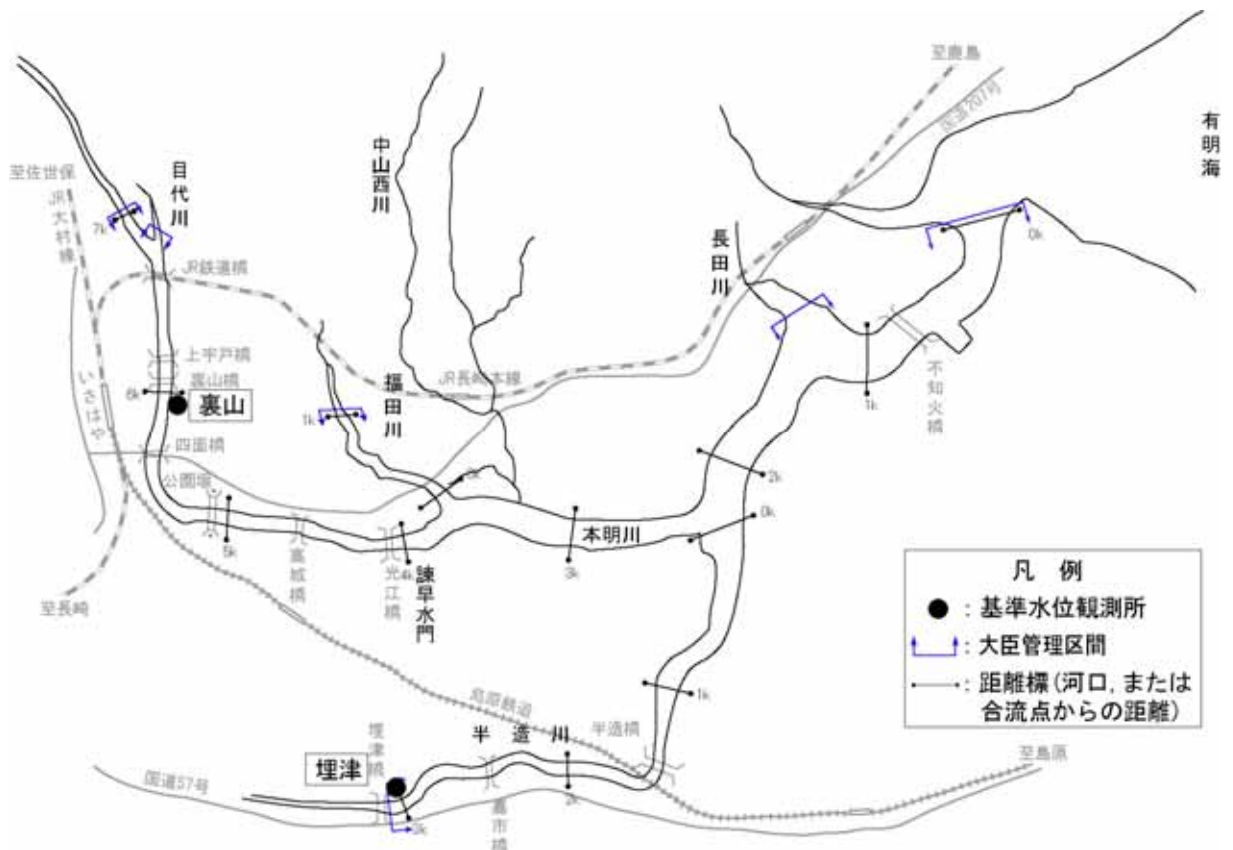 至鹿島
国道207号
有明海
中山西川
目代川
至佐世保
JR大村線
7k
JR鉄道橋
長田川
0k
上宇戸橋
裏山橋
いさはや
6k
裏山
JR長崎本線
福田川
1k
不知火橋
1k
四面橋
公園堰
0k
2k
0k
5k
高城橋
光江橋
4k
諫早水門
3k
本明川
至長崎
凡 例
: 基準水位観測所
: 大臣管理区間
: 距離標(河口, または
合流点からの距離)
1k
島原鉄道
半造橋
半 造 川
埋津橋
埋津
至島原
国道57号
2k
3k